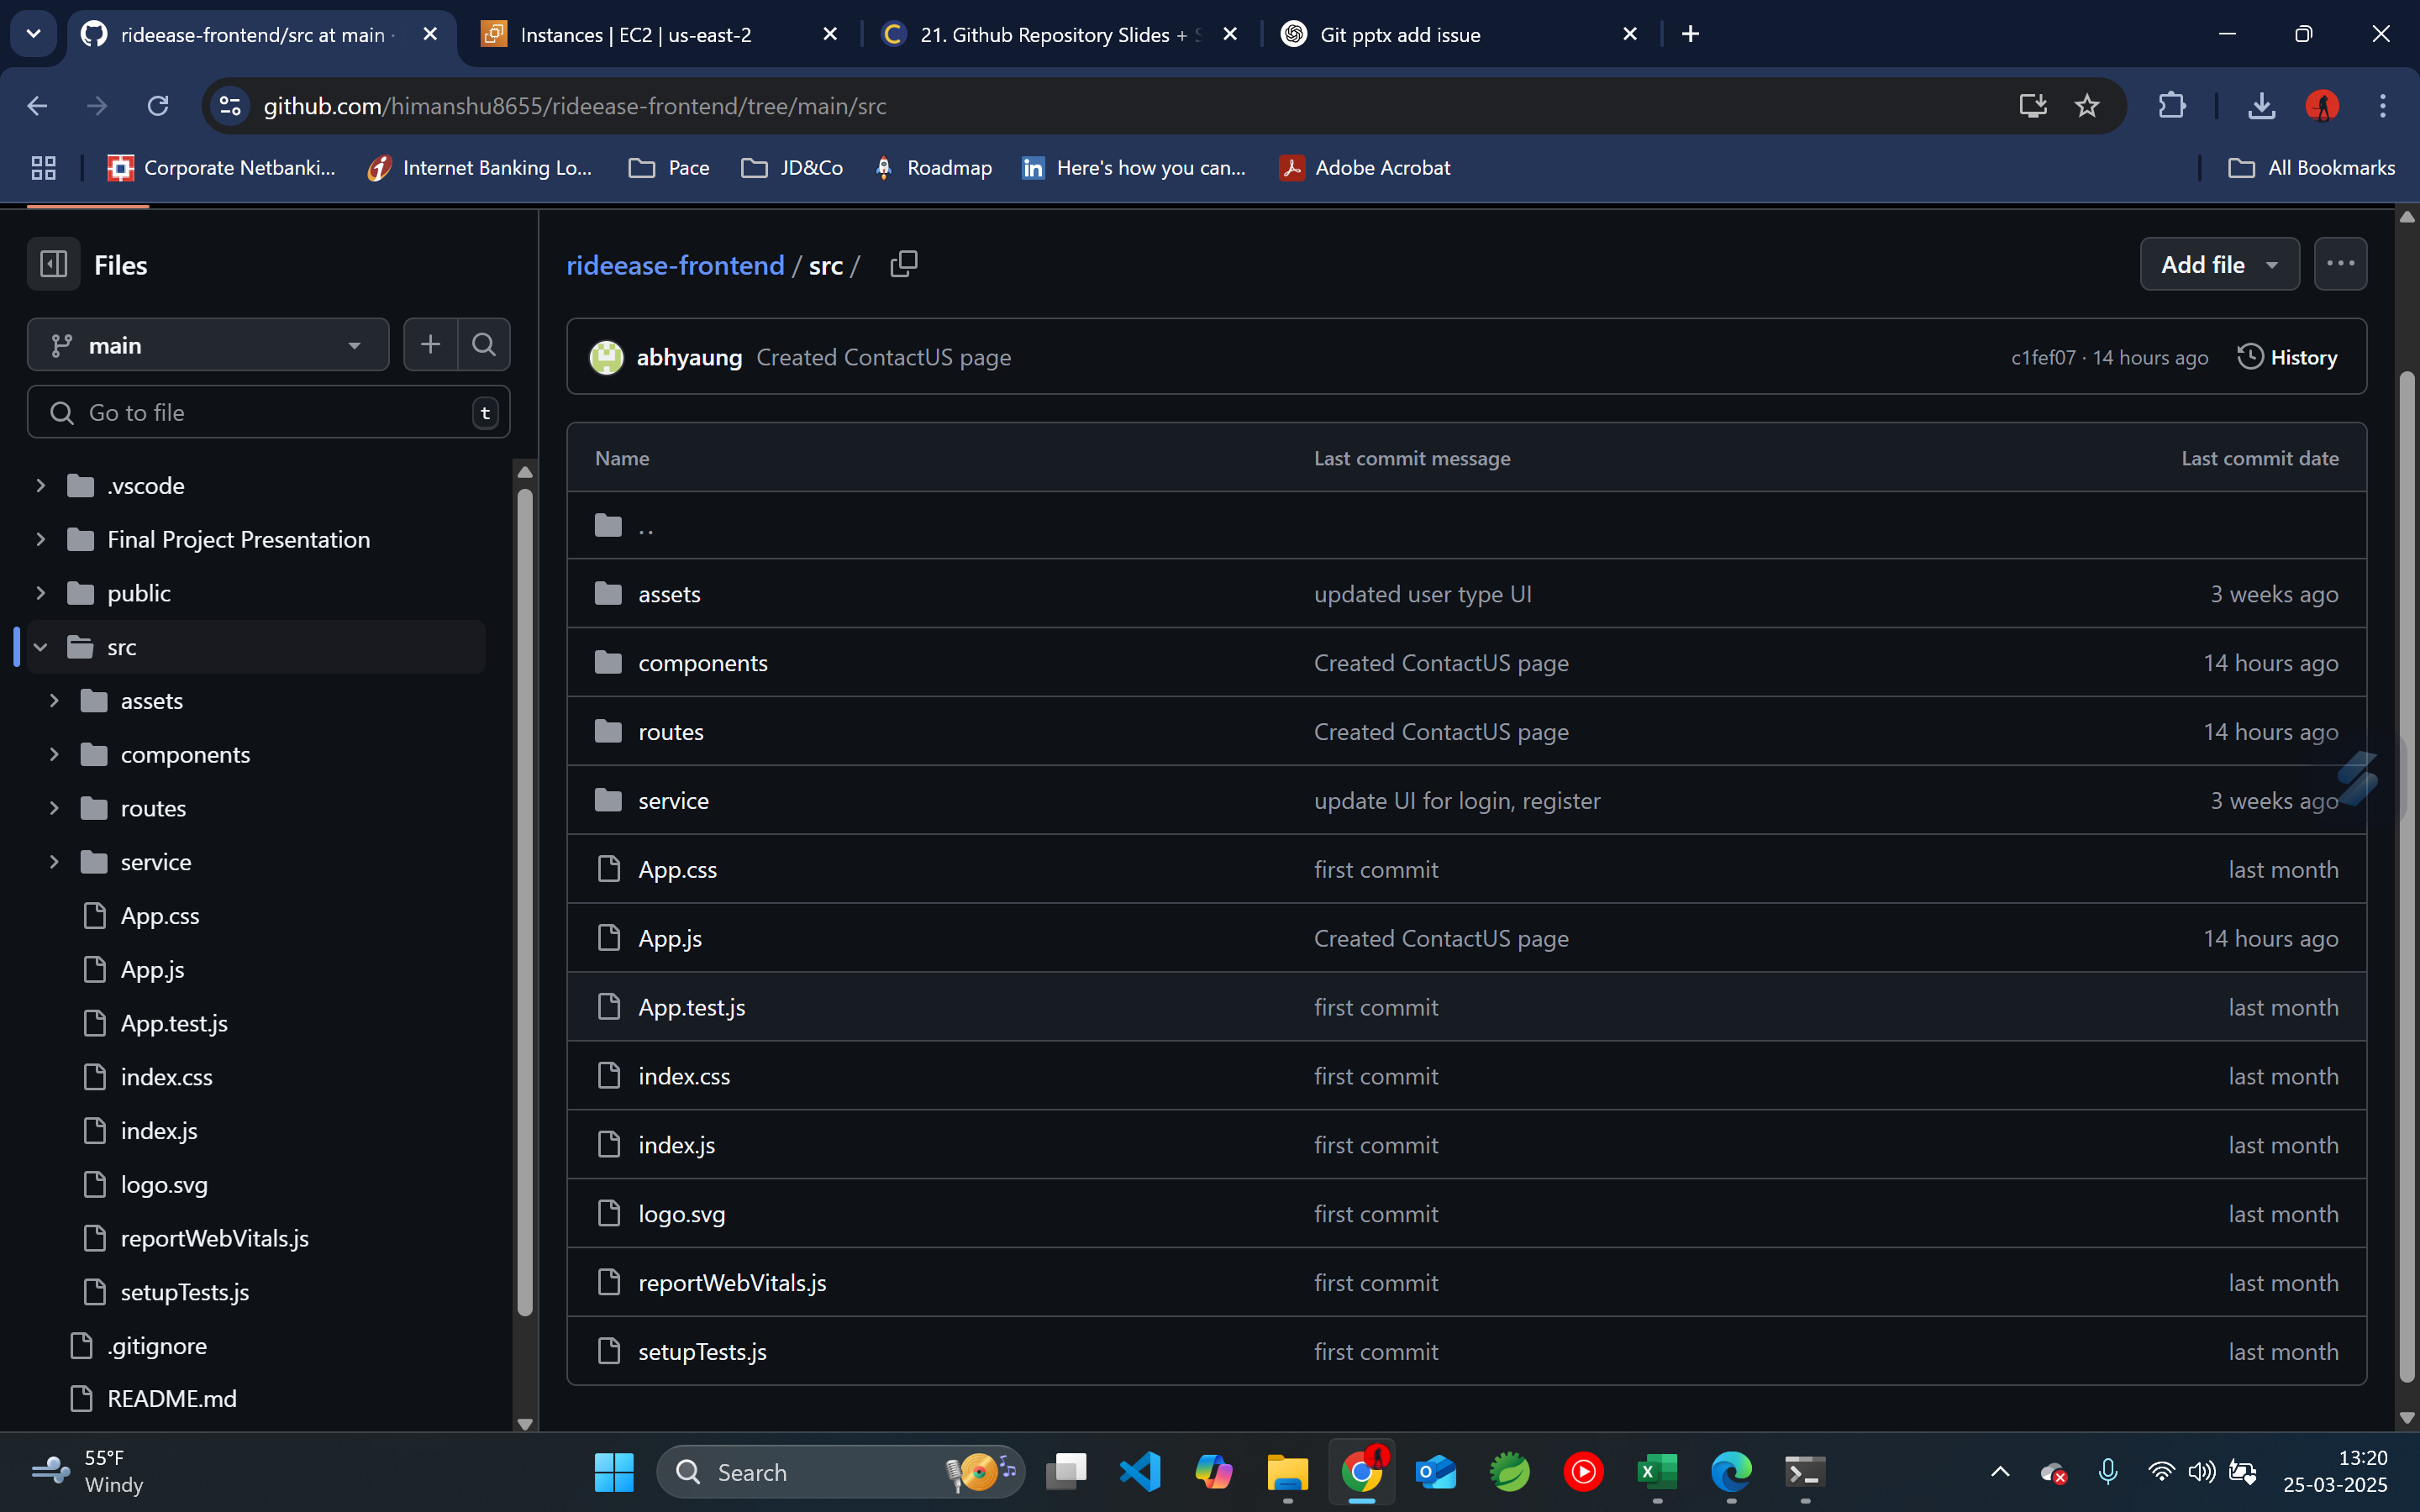 rideease-frontend/src at main ·
Instances | EC2 | us-east-2
21. Github Repository Slides +
Git pptx add issue
github.com/himanshu8655/rideease-frontend/tree/main/src
Corporate Netbanki...
Internet Banking Lo...
Pace
JD&Co
Roadmap
Here's how you can...
Adobe Acrobat
All Bookmarks
Files
rideease-frontend / src /
Add file
main
abhyaung Created ContactUS page
c1fef07 · 14 hours ago
History
Go to file
t
Name
Last commit message
Last commit date
..
assets
updated user type UI
3 weeks ago
components
Created ContactUS page
14 hours ago
routes
Created ContactUS page
14 hours ago
service
update UI for login, register
3 weeks ago
App.css
first commit
last month
App.js
Created ContactUS page
14 hours ago
App.test.js
first commit
last month
index.css
first commit
last month
index.js
first commit
last month
logo.svg
first commit
last month
reportWebVitals.js
first commit
last month
setupTests.js
first commit
last month
.vscode
Final Project Presentation
public
src
assets
components
routes
service
App.css
App.js
App.test.js
index.css
index.js
logo.svg
reportWebVitals.js
setupTests.js
.gitignore
README.md
55°F
Windy
Search
13:20
25-03-2025